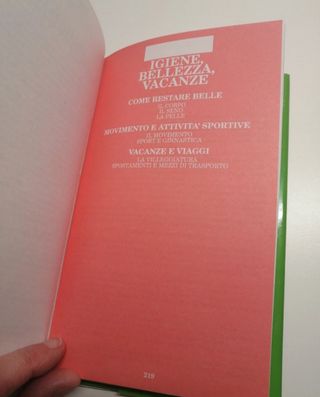 IGIENE,
BELLEZZA,
VACANZE
COME RESTARE BELLE
IL CORPO
IL SENO
LA PELLE
MOVIMENTO E ATTIVITA' SPORTIVE
IL MOVIMENTO
SPORT E GINNASTICA
VACANZE E VIAGGI
LA VILLEGGIATURA
SPOSTAMENTI E MEZZI DI TRASPORTO
219